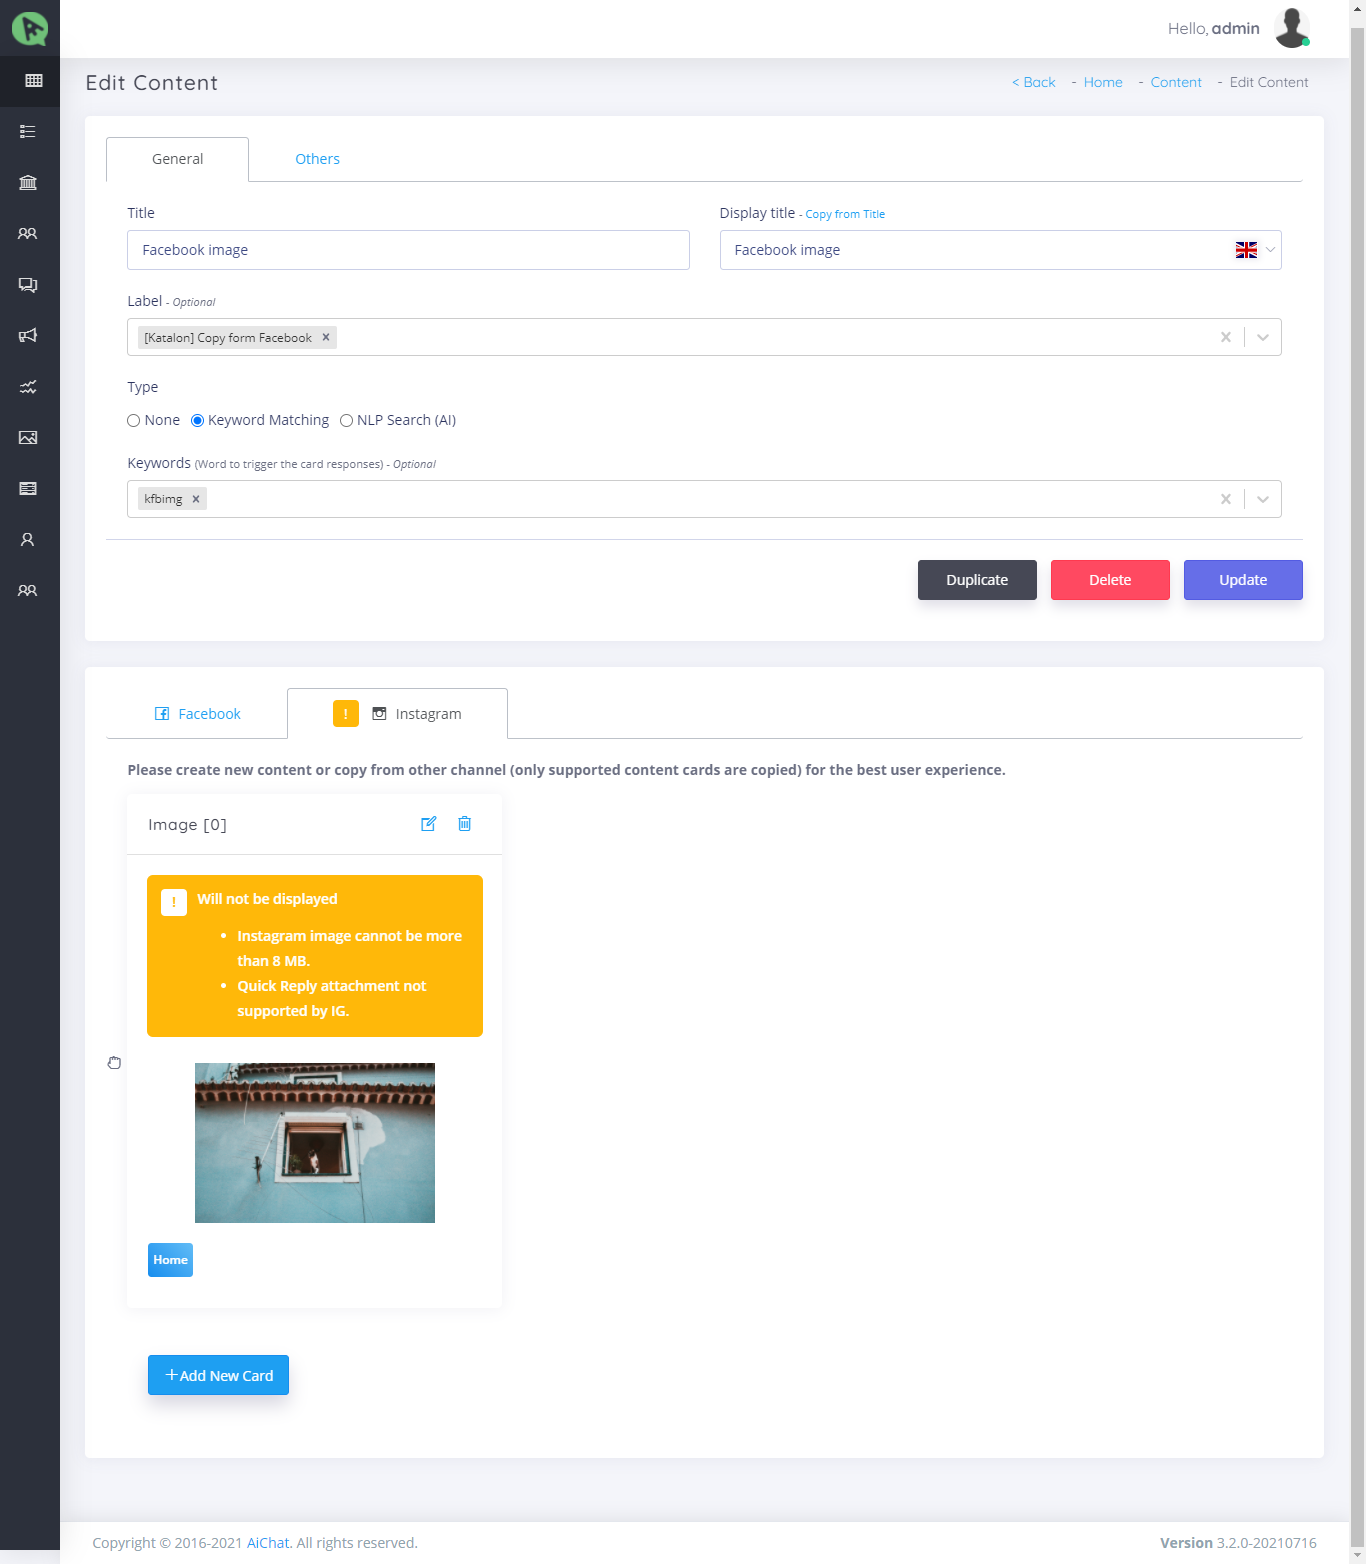 Hello, admin
Edit Content
< Back - Home - Content - Edit Content
General
Others
Title
Display title - Copy from Title
Facebook image
Facebook image
Label - Optional
[Katalon] Copy form Facebook ×
Type
None
Keyword Matching
NLP Search (AI)
Keywords (Word to trigger the card responses) - Optional
kfbimg ×
Duplicate
Delete
Update
Facebook
! Instagram
Please create new content or copy from other channel (only supported content cards are copied) for the best user experience.
Image [0]
! Will not be displayed
• Instagram image cannot be more
than 8 MB.
• Quick Reply attachment not
supported by IG.
Home
+Add New Card
Copyright © 2016-2021 AiChat. All rights reserved.
Version 3.2.0-20210716